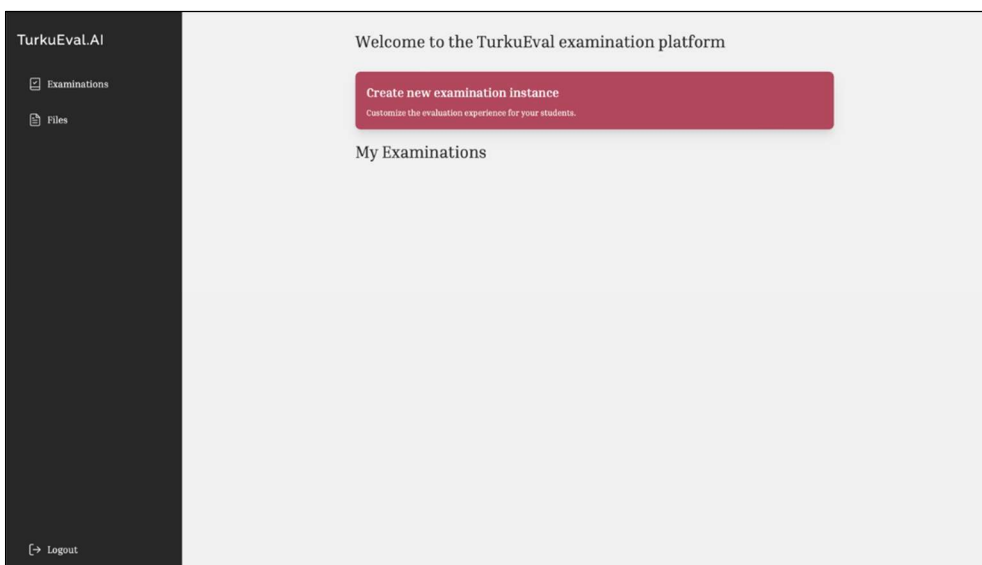 TurkuEval.AI
Examinations
Files
Logout
Welcome to the TurkuEval examination platform
Create new examination instance
Customize the evaluation experience for your students.
My Examinations